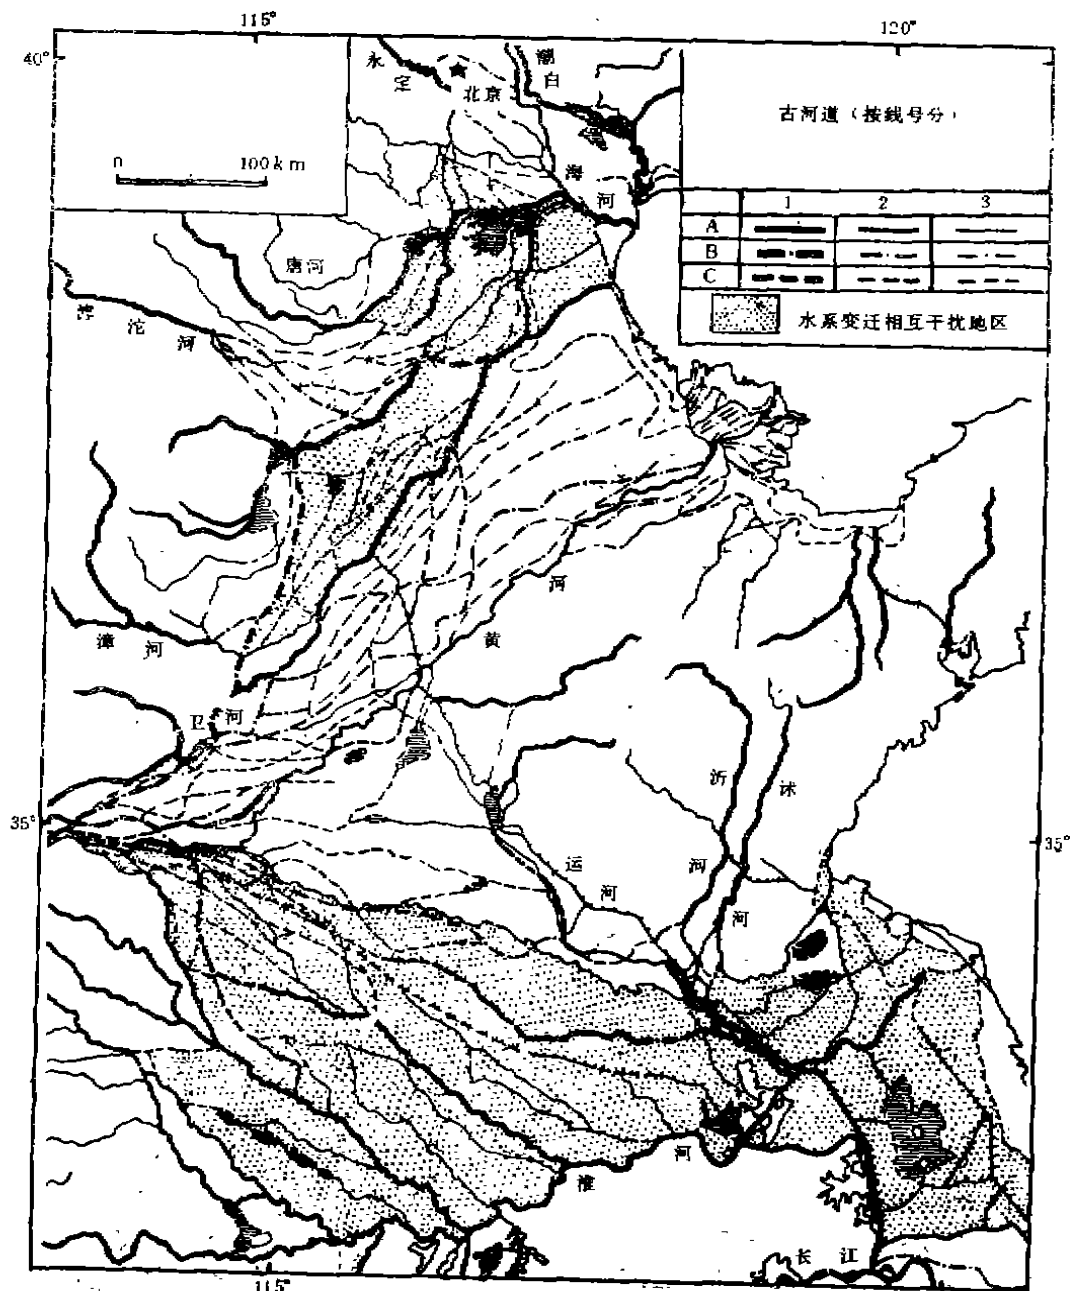 115°
120°
40°
永
定
北京
潮
白
古河道（按线号分）
0 100km
海
河
1 2 3
A
B
C
唐河
水系变迁相互干扰地区
滹 沱 河
河
黄
漳 河
卫 河
沂
沭
35°
35°
运
河
河
河
河
淮
长 江
115°